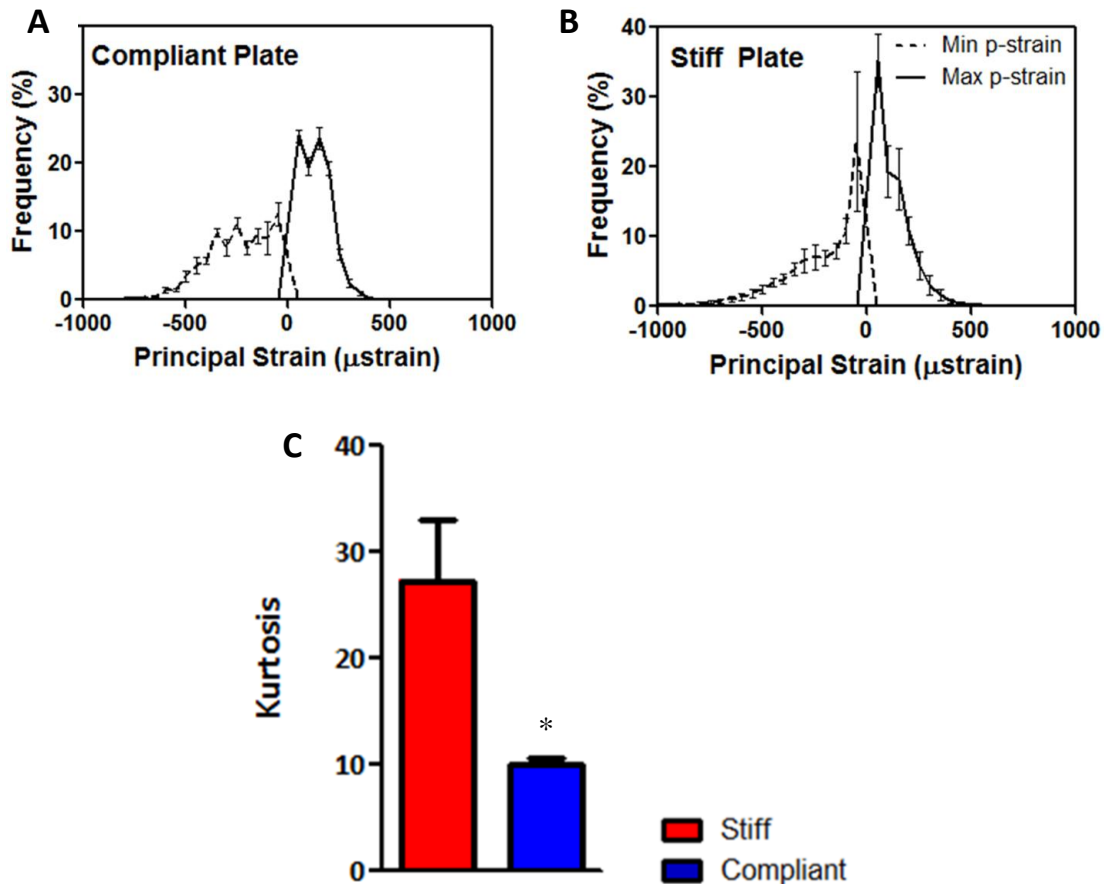 A
Compliant Plate
Frequency (%)
30
20
10
0
-1000
-500
0
500
1000
Principal Strain (μstrain)
B
Stiff  Plate
Min p-strain
Max p-strain
Frequency (%)
40
30
20
10
0
-1000
-500
0
500
1000
Principal Strain (μstrain)
C
Kurtosis
40
30
20
10
0
*
Stiff
Compliant